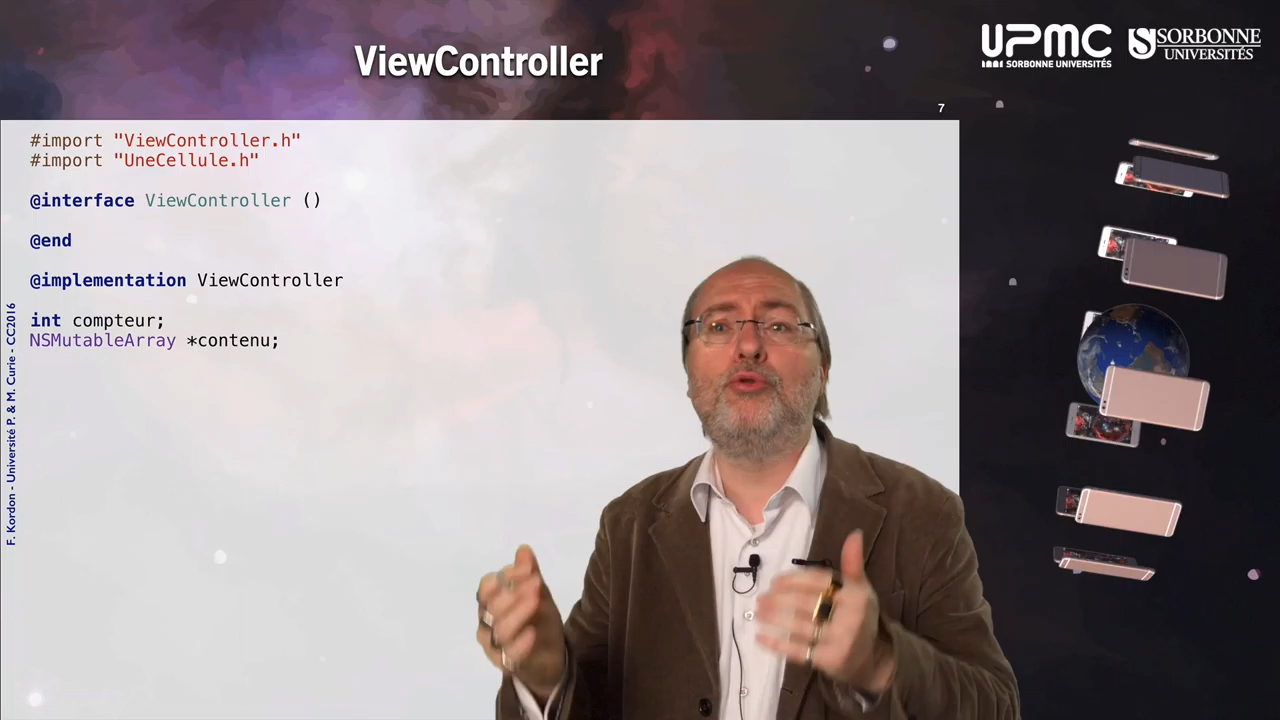 ViewController
UPMC
SORBONNE UNIVERSITÉS
SORBONNE
UNIVERSITÉS
7
#import "ViewController.h"
#import "UneCellule.h"
@interface ViewController ()
@end
@implementation ViewController
int compteur;
NSMutableArray *contenu;
F. Kordon - Université P. & M. Curie - CC2016